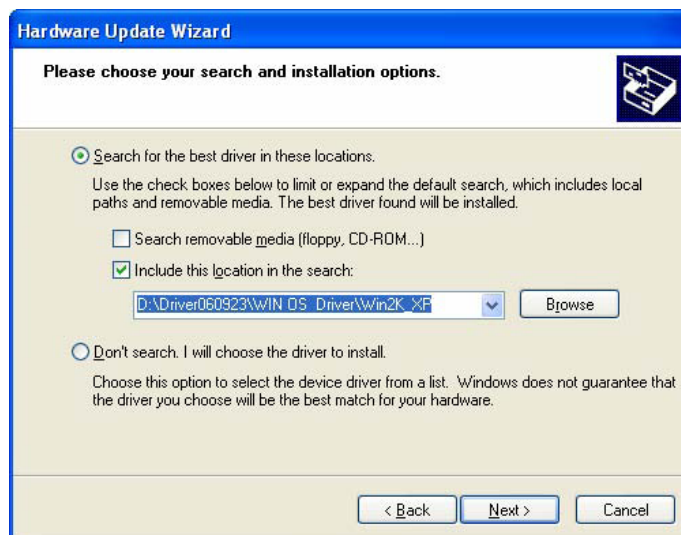 Hardware Update Wizard
Please choose your search and installation options.
Search for the best driver in these locations.
Use the check boxes below to limit or expand the default search, which includes local
paths and removable media. The best driver found will be installed.
Search removable media (floppy, CD-ROM...)
Include this location in the search:
D:\Driver060923\WIN OS Driver\Win2K_XP
Browse
Don't search. I will choose the driver to install.
Choose this option to select the device driver from a list. Windows does not guarantee that
the driver you choose will be the best match for your hardware.
< Back
Next >
Cancel